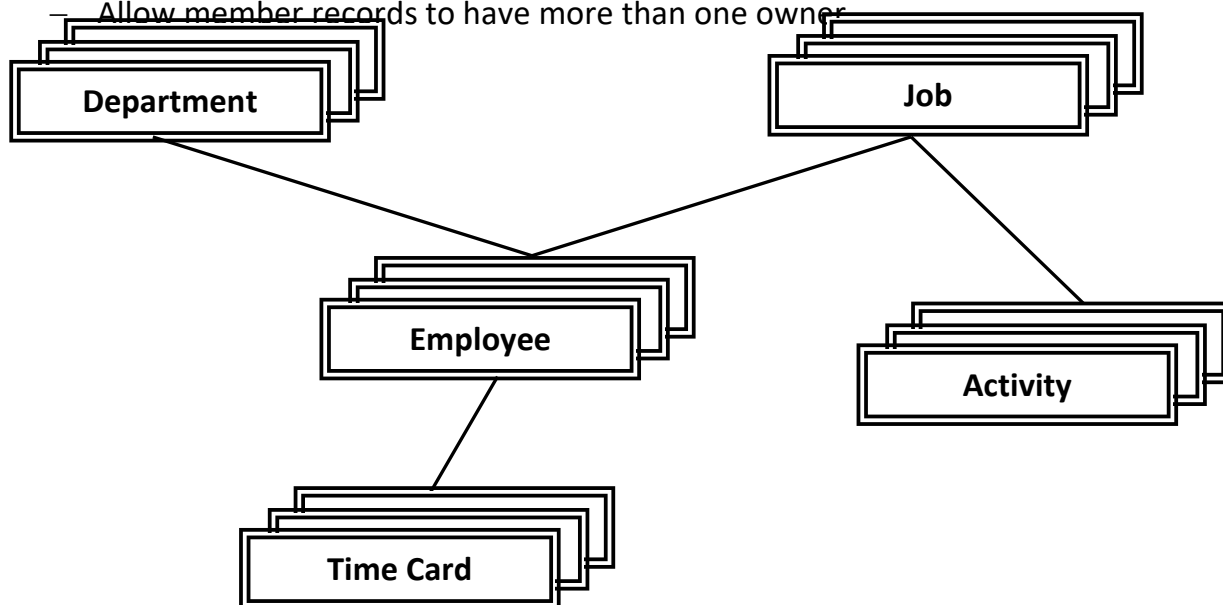 – Allow member records to have more than one owner
Department
Job
Employee
Activity
Time Card